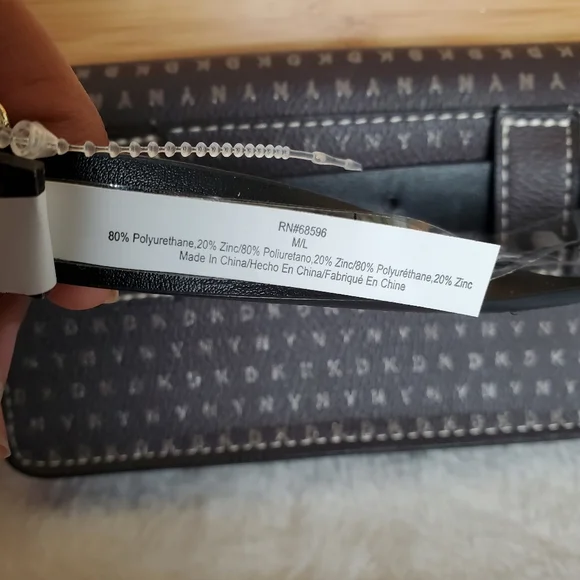 K D K D K D K D K D K D K D K D K
N Y N Y N Y N Y N Y N Y N Y N Y
N Y N Y N Y
RN#68596
M/L
80% Polyurethane,20% Zinc/80% Poliuretano,20% Zinc/80% Polyuréthane,20% Zinc
Made In China/Hecho En China/Fabriqué En Chine